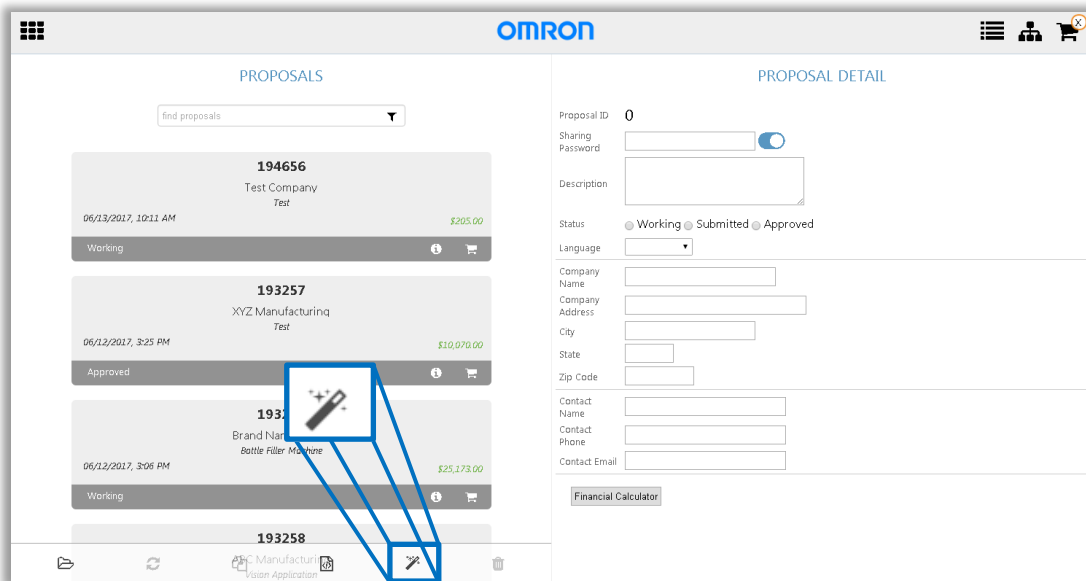 OMRON
X
PROPOSALS
find proposals
194656
Test Company
Test
06/13/2017, 10:11 AM
$205.00
Working
193257
XYZ Manufacturing
Test
06/12/2017, 3:25 PM
$10,070.00
Approved
Bottle Filler Machine
06/12/2017, 3:06 PM
$25,173.00
Working
193258
Vision Application
PROPOSAL DETAIL
Proposal ID 0
Sharing
Password
Description
Status Working Submitted Approved
Language
Company
Name
Company
Address
City
State
Zip Code
Contact
Name
Contact
Phone
Contact Email
Financial Calculator